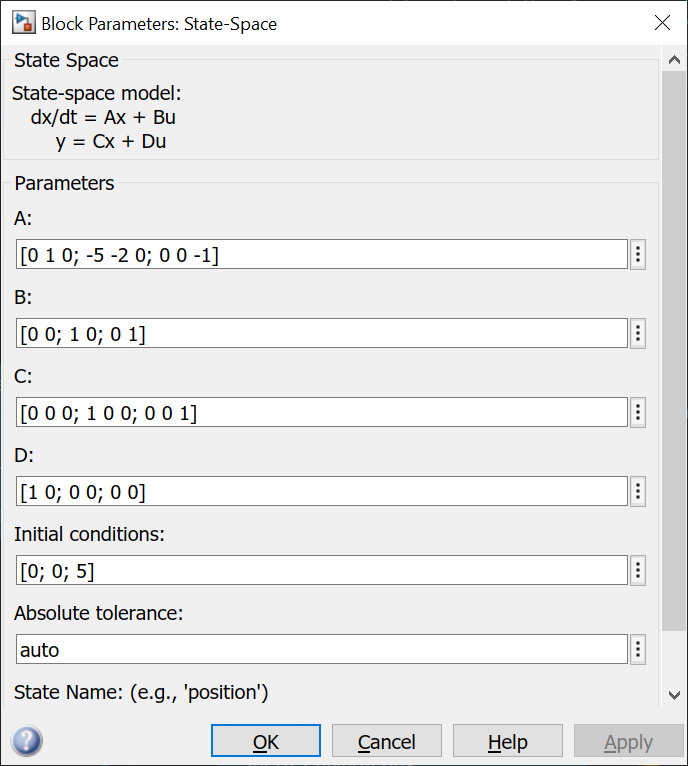 Block Parameters: State-Space
State Space
State-space model:
dx/dt = Ax + Bu
y = Cx + Du
Parameters
A:
[0 1 0; -5 -2 0; 0 0 -1]
B:
[0 0; 1 0; 0 1]
C:
[0 0 0; 1 0 0; 0 0 1]
D:
[1 0; 0 0; 0 0]
Initial conditions:
[0; 0; 5]
Absolute tolerance:
auto
State Name: (e.g., 'position')
? OK Cancel Help Apply